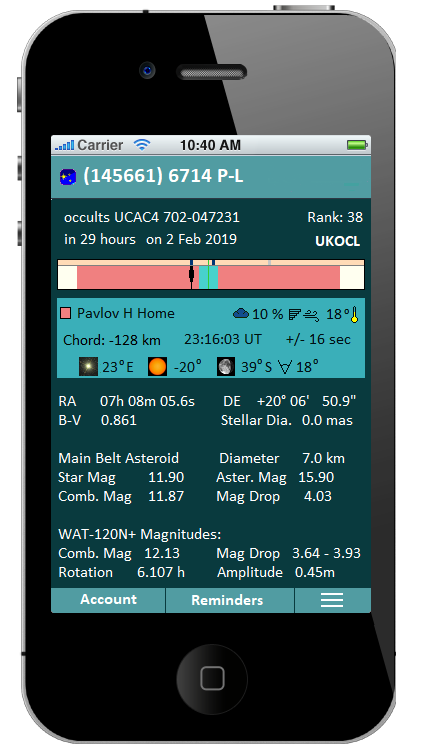 Carrier 10:40 AM
(145661) 6714 P-L
occults UCAC4 702-047231 Rank: 38
in 29 hours on 2 Feb 2019 UKOCL
Pavlov H Home 10 % 18°
Chord: -128 km 23:16:03 UT +/- 16 sec
23°E -20° 39°S 18°
RA 07h 08m 05.6s DE +20° 06' 50.9"
B-V 0.861 Stellar Dia. 0.0 mas
Main Belt Asteroid Diameter 7.0 km
Star Mag 11.90 Aster. Mag 15.90
Comb. Mag 11.87 Mag Drop 4.03
WAT-120N+ Magnitudes:
Comb. Mag 12.13 Mag Drop 3.64 - 3.93
Rotation 6.107 h Amplitude 0.45m
Account Reminders